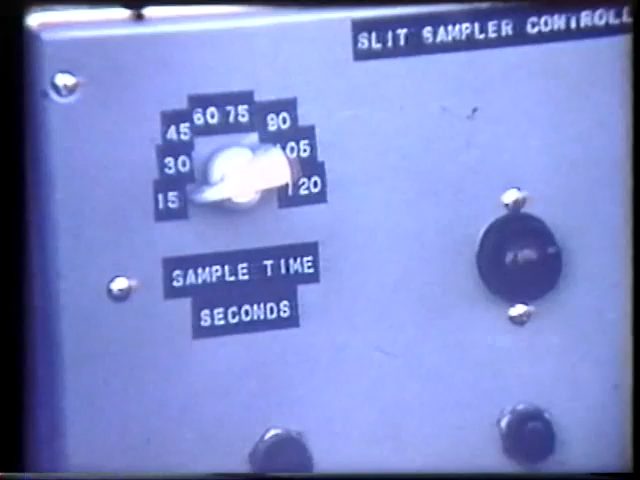 SLIT SAMPLER CONTROLL
60 75
45 90
30 105
15 120
SAMPLE TIME
SECONDS